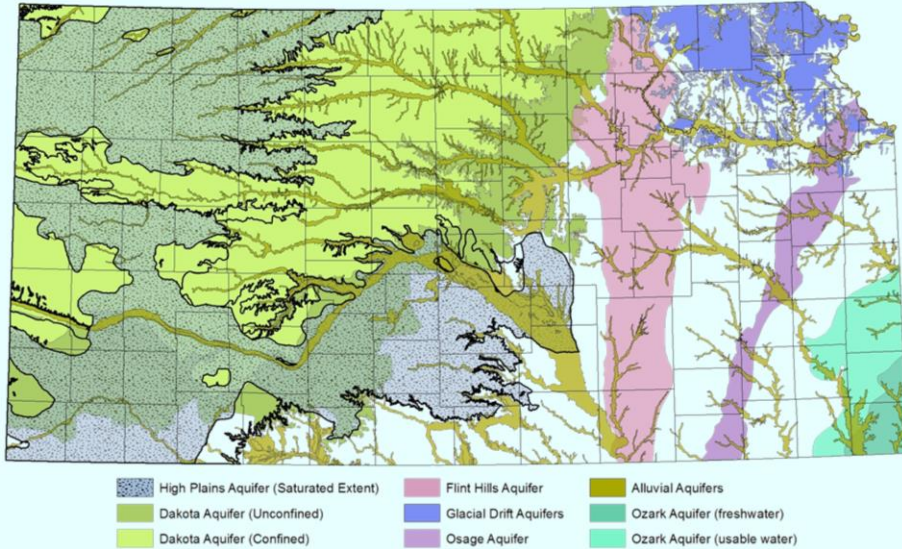 High Plains Aquifer (Saturated Extent)
Dakota Aquifer (Unconfined)
Dakota Aquifer (Confined)
Flint Hills Aquifer
Glacial Drift Aquifers
Osage Aquifer
Alluvial Aquifers
Ozark Aquifer (freshwater)
Ozark Aquifer (usable water)